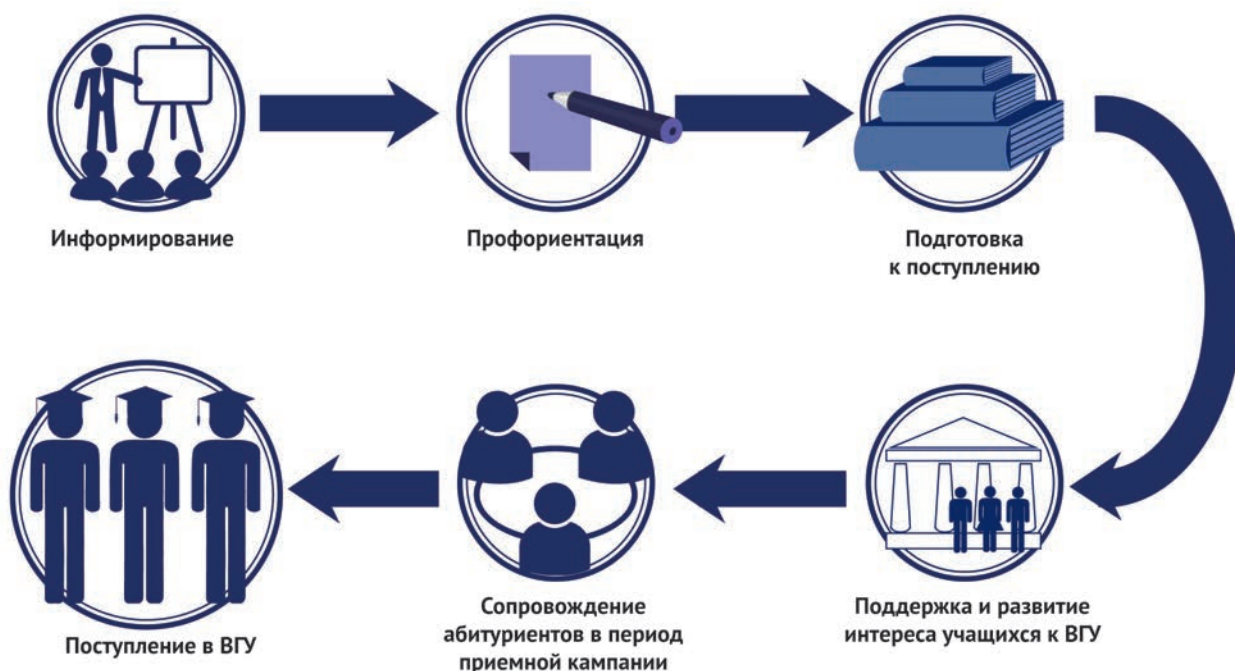 Информирование
Профориентация
Подготовка
к поступлению
Поддержка и развитие
интереса учащихся к ВГУ
Сопровождение
абитуриентов в период
приемной кампании
Поступление в ВГУ